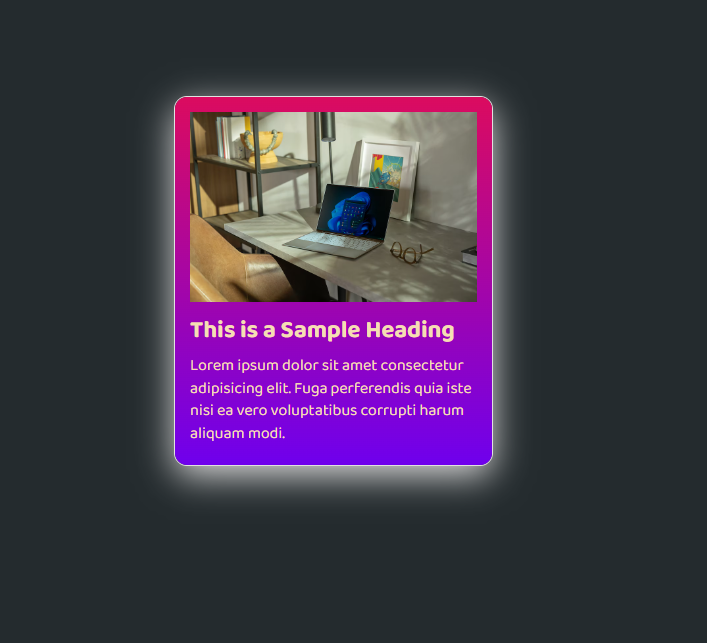 This is a Sample Heading
Lorem ipsum dolor sit amet consectetur
adipisicing elit. Fuga perferendis quia iste
nisi ea vero voluptatibus corrupti harum
aliquam modi.